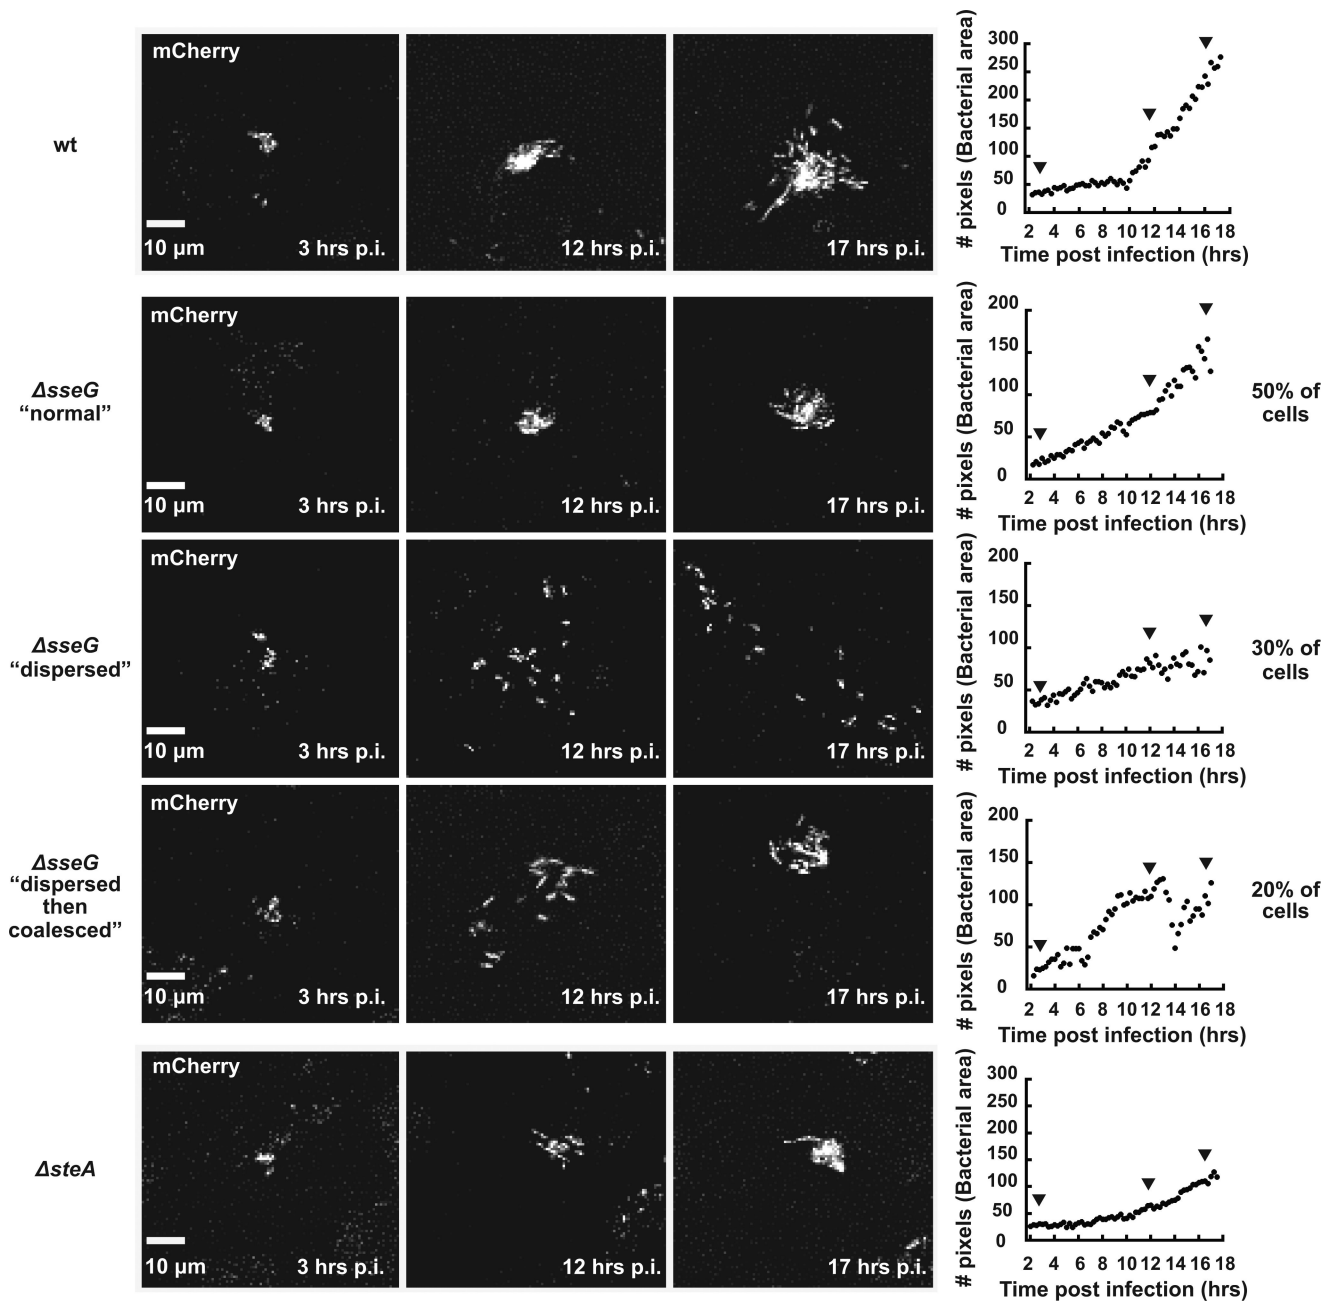 mCherry
wt
10 µm
3 hrs p.i.
12 hrs p.i.
17 hrs p.i.
# pixels (Bacterial area)
300
250
200
150
100
50
0
2 4 6 8 10 12 14 16 18
Time post infection (hrs)
mCherry
ΔsseG
“normal”
10 µm
3 hrs p.i.
12 hrs p.i.
17 hrs p.i.
# pixels (Bacterial area)
200
150
100
50
0
2 4 6 8 10 12 14 16 18
Time post infection (hrs)
50% of
cells
mCherry
ΔsseG
“dispersed”
10 µm
3 hrs p.i.
12 hrs p.i.
17 hrs p.i.
# pixels (Bacterial area)
200
150
100
50
0
2 4 6 8 10 12 14 16 18
Time post infection (hrs)
30% of
cells
mCherry
ΔsseG
“dispersed
then
coalesced”
10 µm
3 hrs p.i.
12 hrs p.i.
17 hrs p.i.
# pixels (Bacterial area)
200
150
100
50
0
2 4 6 8 10 12 14 16 18
Time post infection (hrs)
20% of
cells
mCherry
ΔsteA
10 µm
3 hrs p.i.
12 hrs p.i.
17 hrs p.i.
# pixels (Bacterial area)
300
250
200
150
100
50
0
2 4 6 8 10 12 14 16 18
Time post infection (hrs)